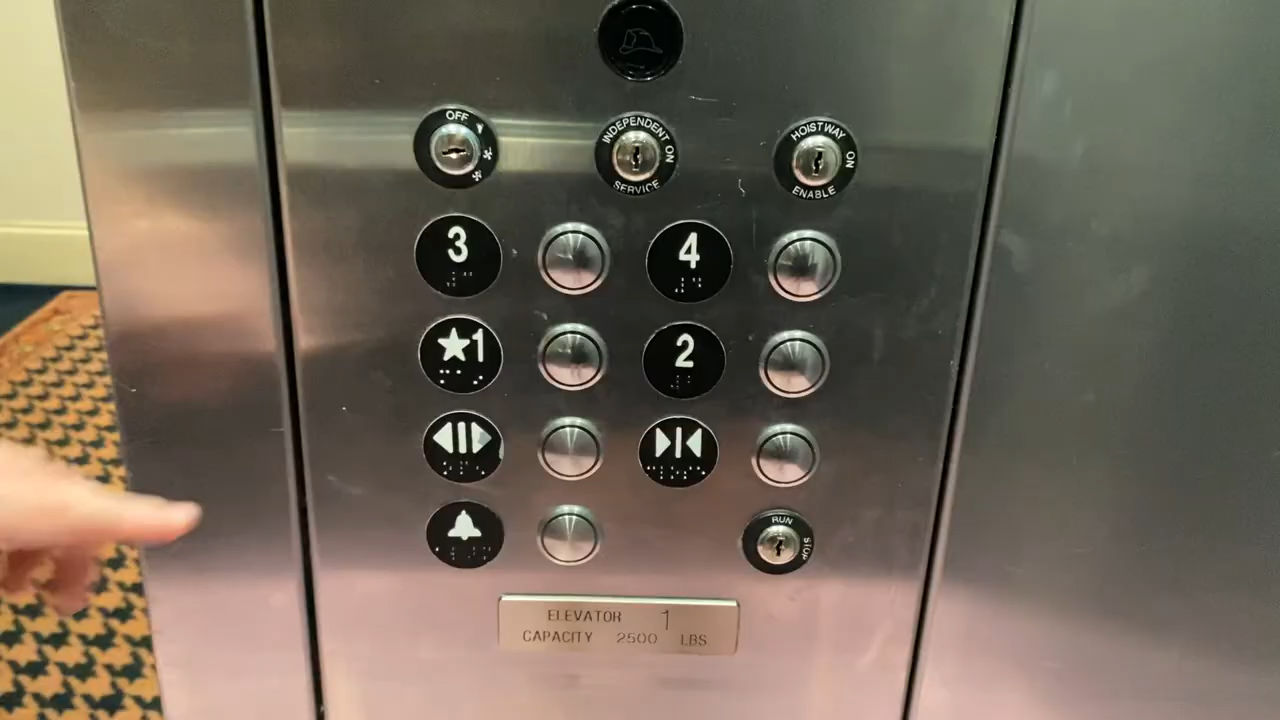 OFF
INDEPENDENT ON
SERVICE
HOISTWAY ON
ENABLE
3
4
★1
2
RUN
STOP
ELEVATOR 1
CAPACITY 2500 LBS.